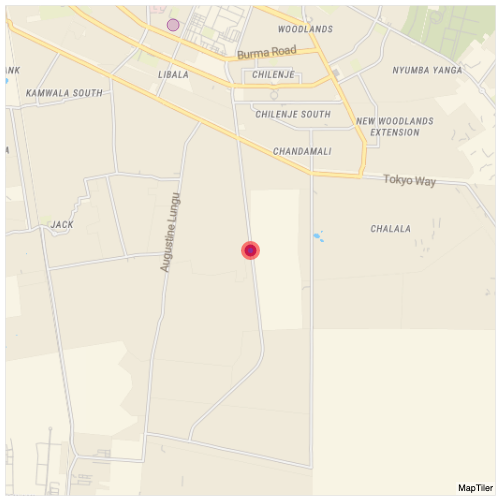 WOODLANDS
Burma Road
LIBALA
CHILENJE
NYUMBA YANGA
ANK
KAMWALA SOUTH
CHILENJE SOUTH
NEW WOODLANDS
EXTENSION
A
CHANDAMALI
Tokyo Way
JACK
Augustine Lungu
CHALALA
MapTiler